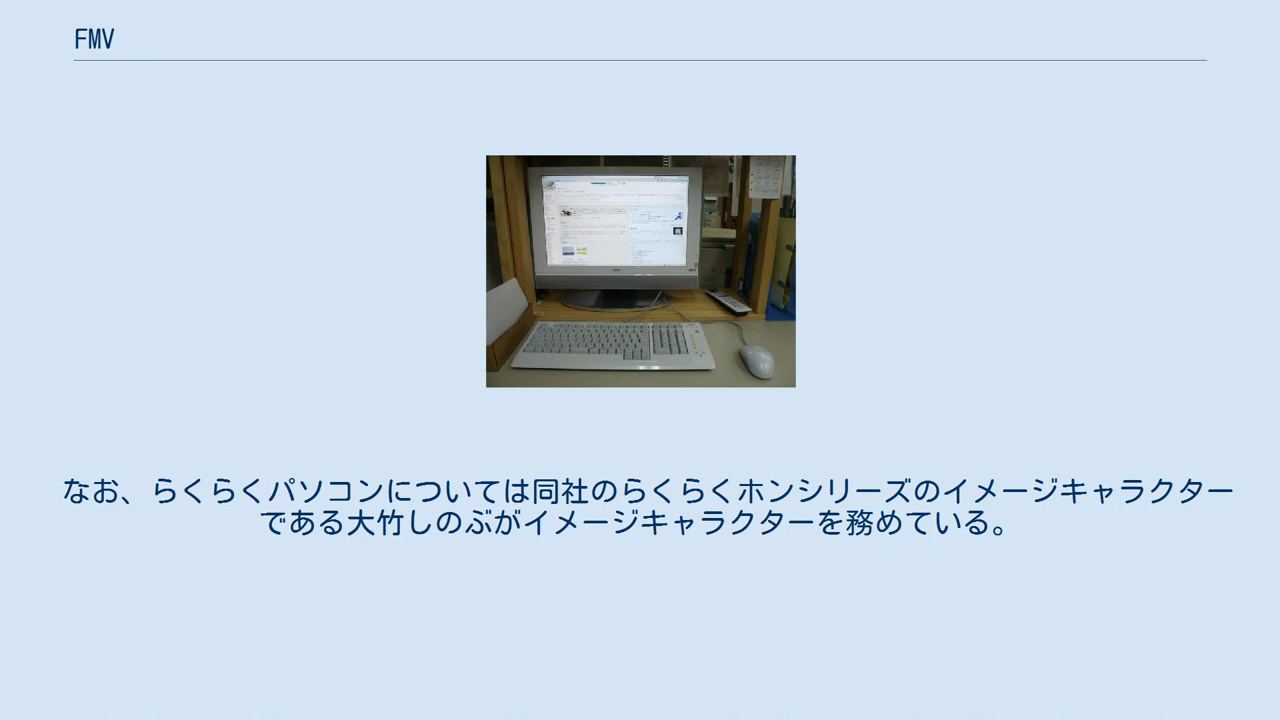 FMV
なお、らくらくパソコンについては同社のらくらくホンシリーズのイメージキャラクター
である大竹しのぶがイメージキャラクターを務めている。